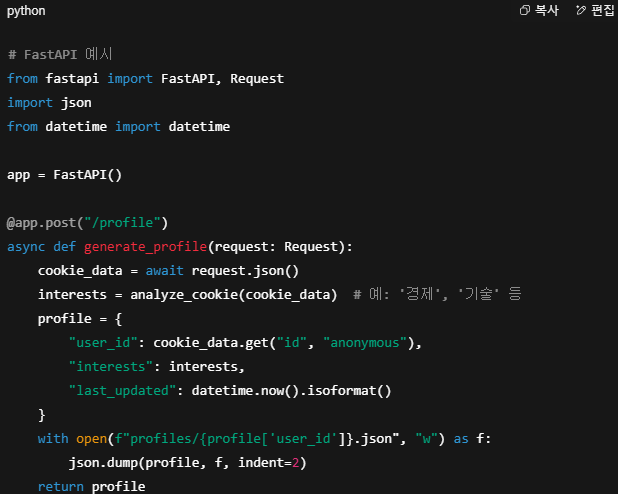 python
복사
편집
# FastAPI 예시
from fastapi import FastAPI, Request
import json
from datetime import datetime
app = FastAPI()
@app.post("/profile")
async def generate_profile(request: Request):
    cookie_data = await request.json()
    interests = analyze_cookie(cookie_data)  # 예: '경제', '기술' 등
    profile = {
        "user_id": cookie_data.get("id", "anonymous"),
        "interests": interests,
        "last_updated": datetime.now().isoformat()
    }
    with open(f"profiles/{profile['user_id']}.json", "w") as f:
        json.dump(profile, f, indent=2)
    return profile